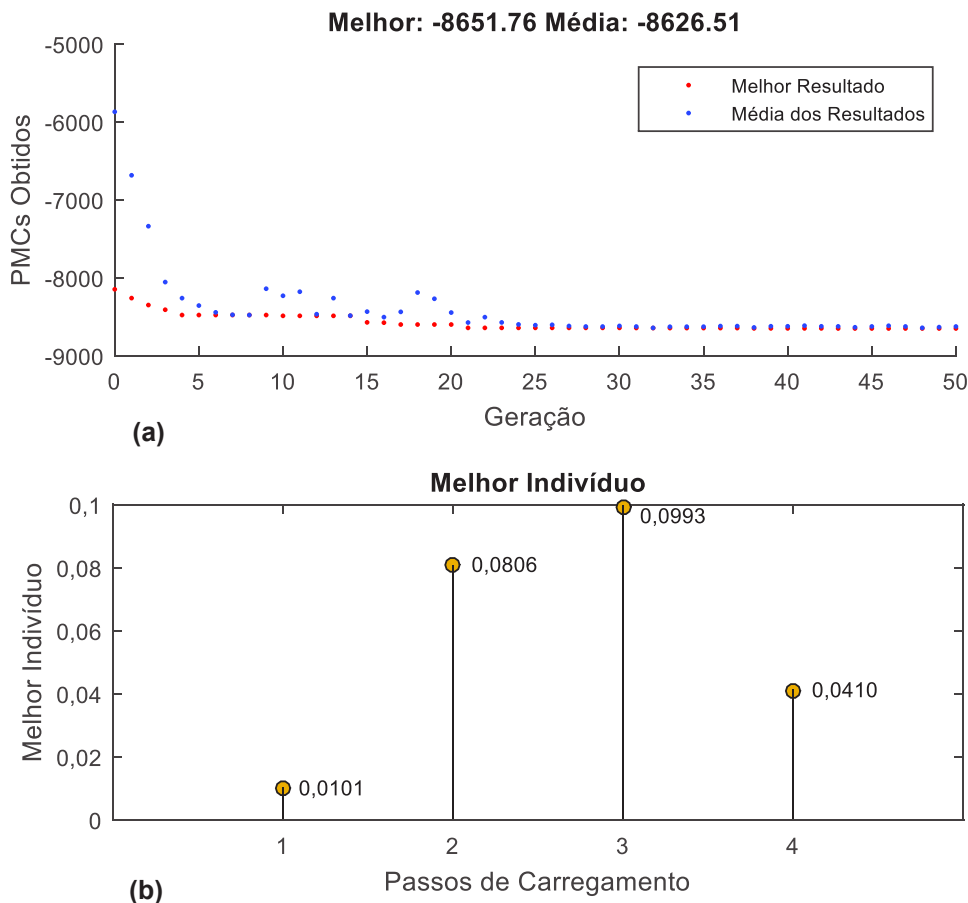 Melhor: -8651.76 Média: -8626.51
-5000
-6000
-7000
-8000
-9000
PMCs Obtidos
Melhor Resultado
Média dos Resultados
0 5 10 15 20 25 30 35 40 45 50
Geração
(a)
Melhor Indivíduo
0,1
0,08
0,06
0,04
0,02
0
Melhor Indivíduo
0,0101
0,0806
0,0993
0,0410
1 2 3 4
Passos de Carregamento
(b)